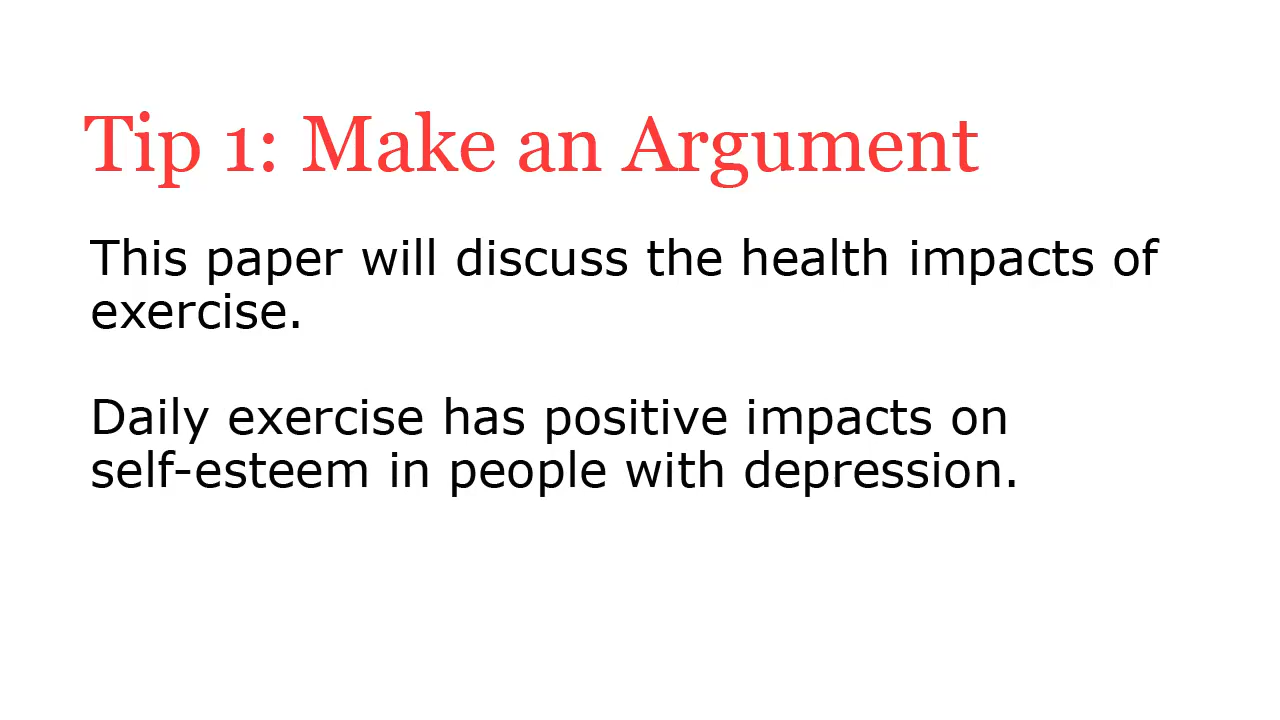 Tip 1: Make an Argument
This paper will discuss the health impacts of
exercise.
Daily exercise has positive impacts on
self-esteem in people with depression.